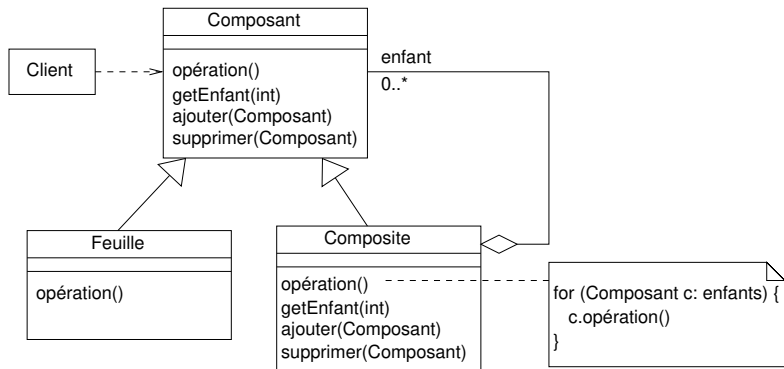 Composant
opération()
getEnfant(int)
ajouter(Composant)
supprimer(Composant)
Client
enfant
0..*
Feuille
opération()
Composite
opération()
getEnfant(int)
ajouter(Composant)
supprimer(Composant)
for (Composant c: enfants) {
c.opération()
}